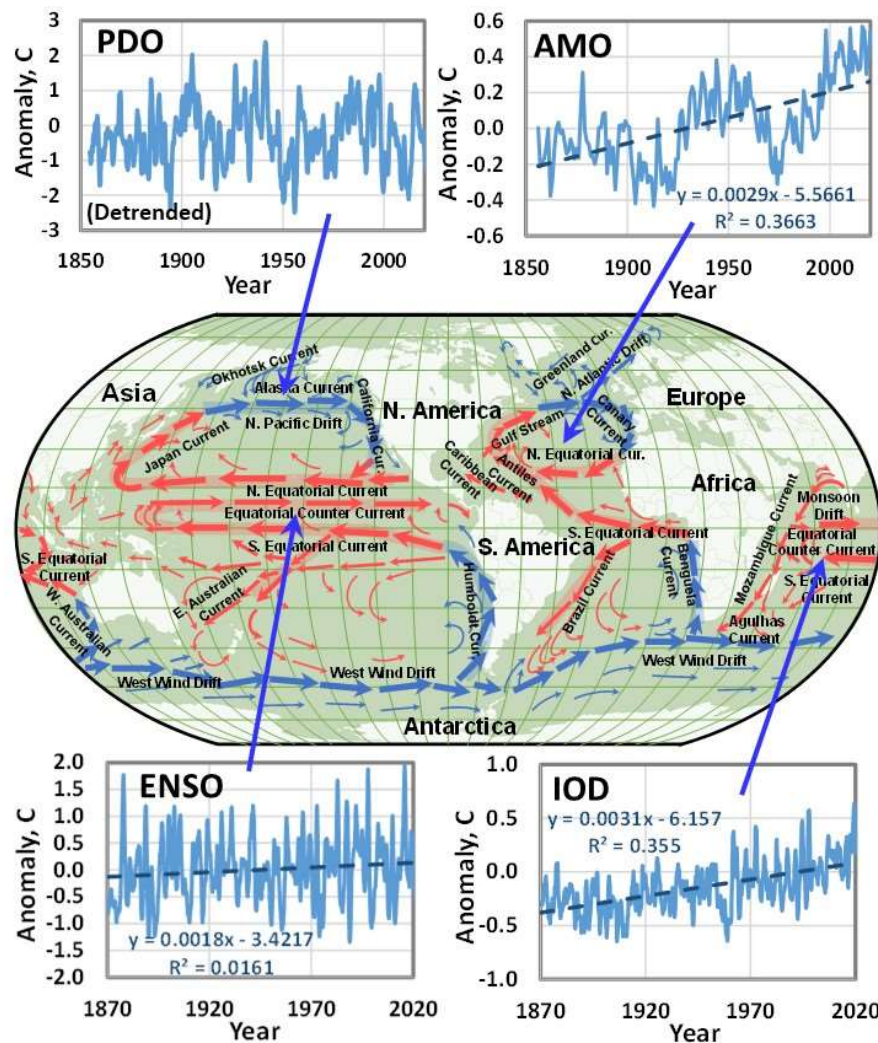 PDO
Anomaly, C
3
2
1
0
-1
-2
-3
(Detrended)
1850
1900
1950
2000
Year
AMO
Anomaly, C
0.6
0.4
0.2
0.0
-0.2
-0.4
-0.6
y = 0.0029x - 5.5661
R² = 0.3663
1850
1900
1950
2000
Year
Asia
Okhotsk Current
Alaska Current
N. Pacific Drift
Japan Current
California Cur.
N. America
Greenland Cur.
N. Atlantic Drift
Europe
Gulf Stream
Canary
Current
N. Equatorial Cur.
Antiles
Current
Caribbean
Current
Africa
N. Equatorial Current
Equatorial Counter Current
S. Equatorial Current
S. Equatorial
Current
W. Australian
Current
E. Australian
Current
Humboldt Cur.
S. America
S. Equatorial Current
Brazil Current
Benguela
Current
Mozambique Current
Monsoon
Drift
Equatorial
Counter Current
S. Equatorial
Current
Agulhas
Current
West Wind Drift
West Wind Drift
West Wind Drift
Antarctica
ENSO
Anomaly, C
2.0
1.5
1.0
0.5
0.0
-0.5
-1.0
-1.5
-2.0
y = 0.0018x - 3.4217
R² = 0.0161
1870
1920
1970
2020
Year
IOD
Anomaly, C
1.0
0.5
0.0
-0.5
-1.0
y = 0.0031x - 6.157
R² = 0.355
1870
1920
1970
2020
Year